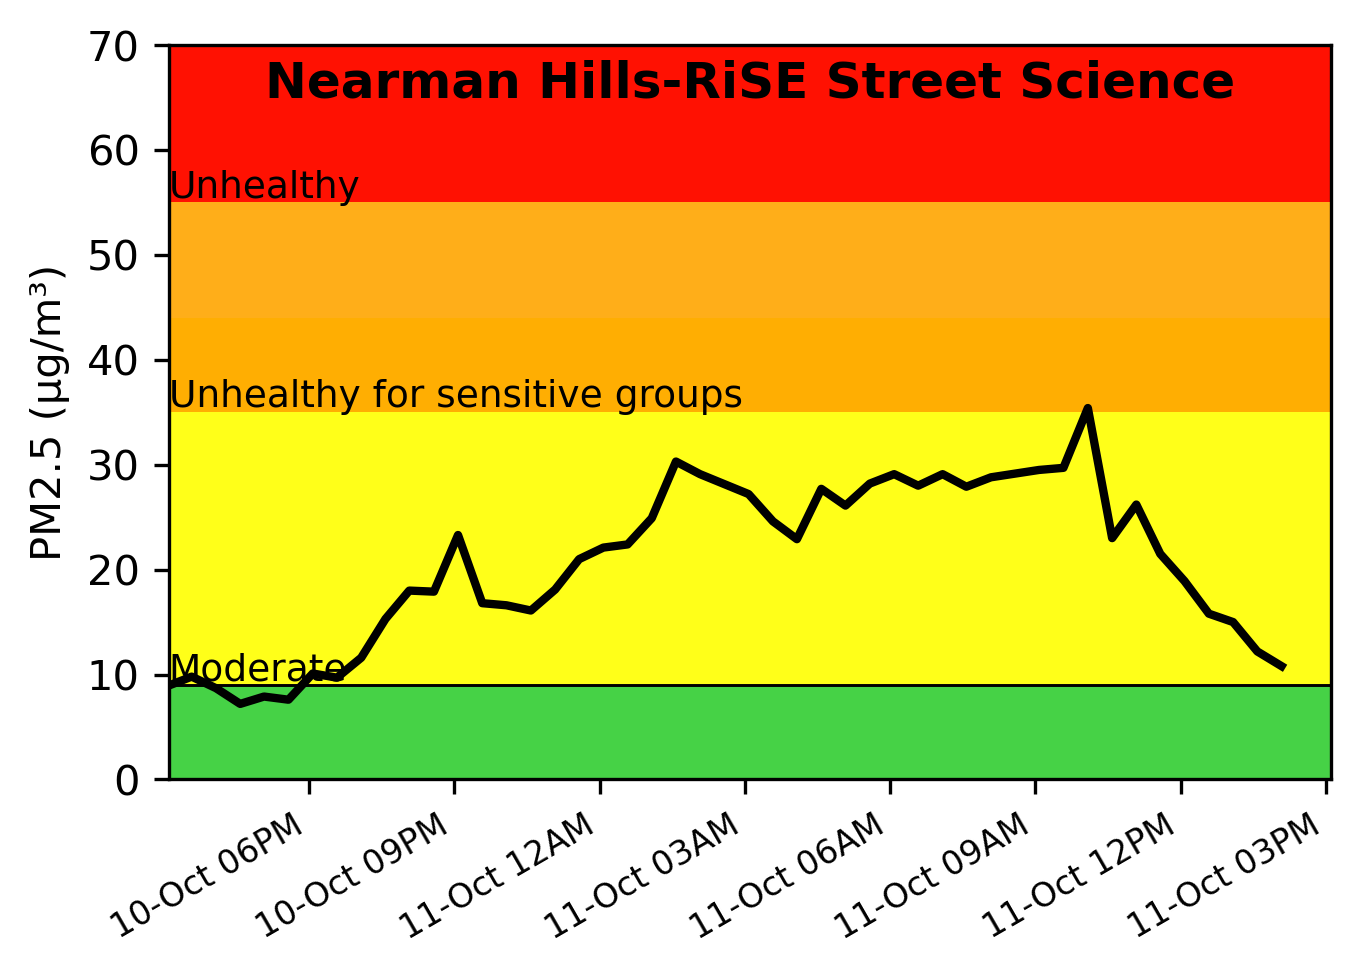 Nearman Hills-RiSE Street Science
70
60
50
40
30
20
10
0
PM2.5 (µg/m³)
Unhealthy
Unhealthy for sensitive groups
Moderate
10-Oct 06PM
10-Oct 09PM
11-Oct 12AM
11-Oct 03AM
11-Oct 06AM
11-Oct 09AM
11-Oct 12PM
11-Oct 03PM